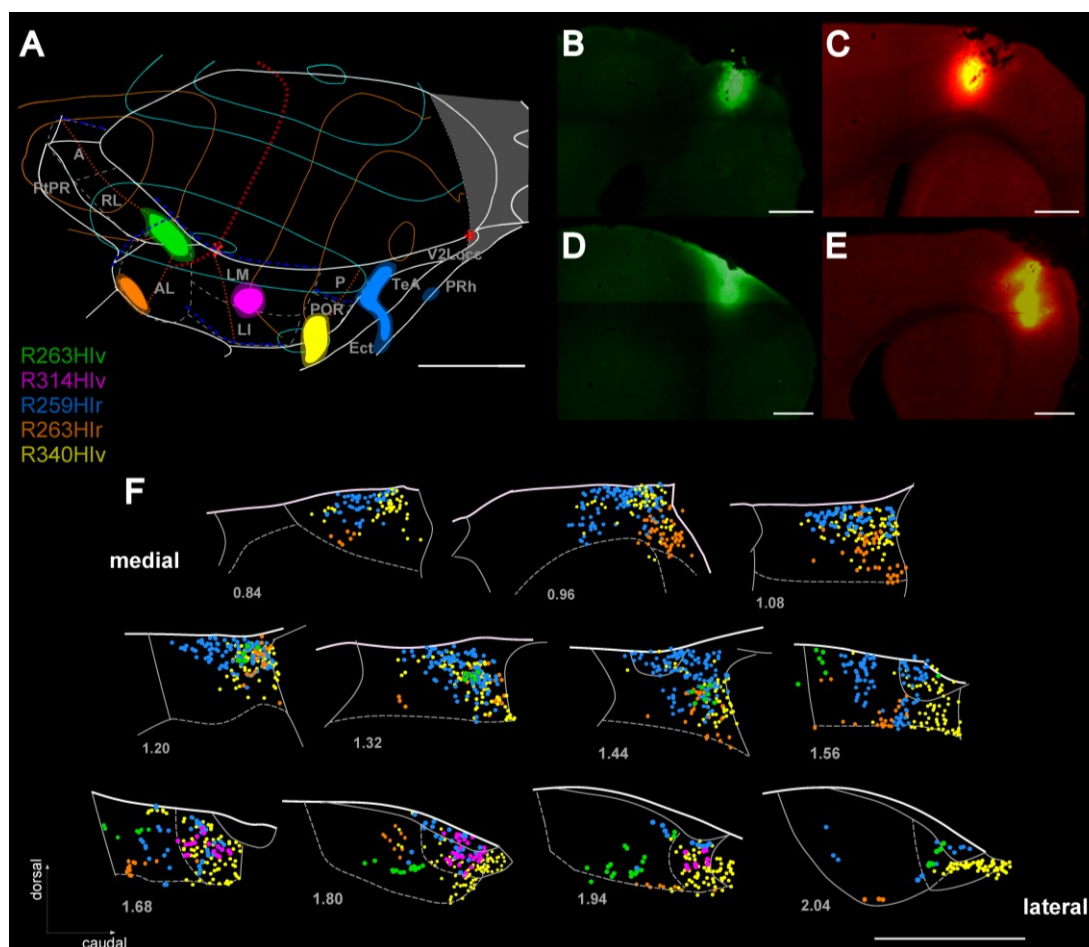 A
B
C
A
PtPR
RL
V2Locc
LM
P
TeA
PRh
AL
POR
LI
Ect
D
E
R263HIv
R314HIv
R259HIr
R263HIr
R340HIv
F
medial
0.84
0.96
1.08
1.20
1.32
1.44
1.56
1.68
1.80
1.94
2.04
dorsal
caudal
lateral